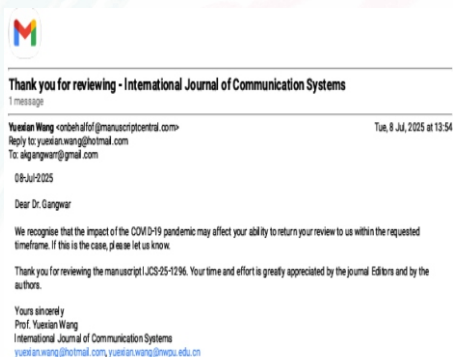 Thank you for reviewing - International Journal of Communication Systems
1 message
Yuexian Wang <onbehalfof@manuscriptcentral.com> Tue, 8 Jul, 2025 at 13:54
Reply to: yuexian.wang@hotmail.com
To: akgangwarr@gmail.com
08-Jul-2025
Dear Dr. Gangwar
We recognise that the impact of the COVID-19 pandemic may affect your ability to return your review to us within the requested
timeframe. If this is the case, please let us know.
Thank you for reviewing the manuscript IJCS-25-1296. Your time and effort is greatly appreciated by the journal Editors and by the
authors.
Yours sincerely
Prof. Yuexian Wang
International Journal of Communication Systems
yuexian.wang@hotmail.com, yuexian.wang@nwpu.edu.cn